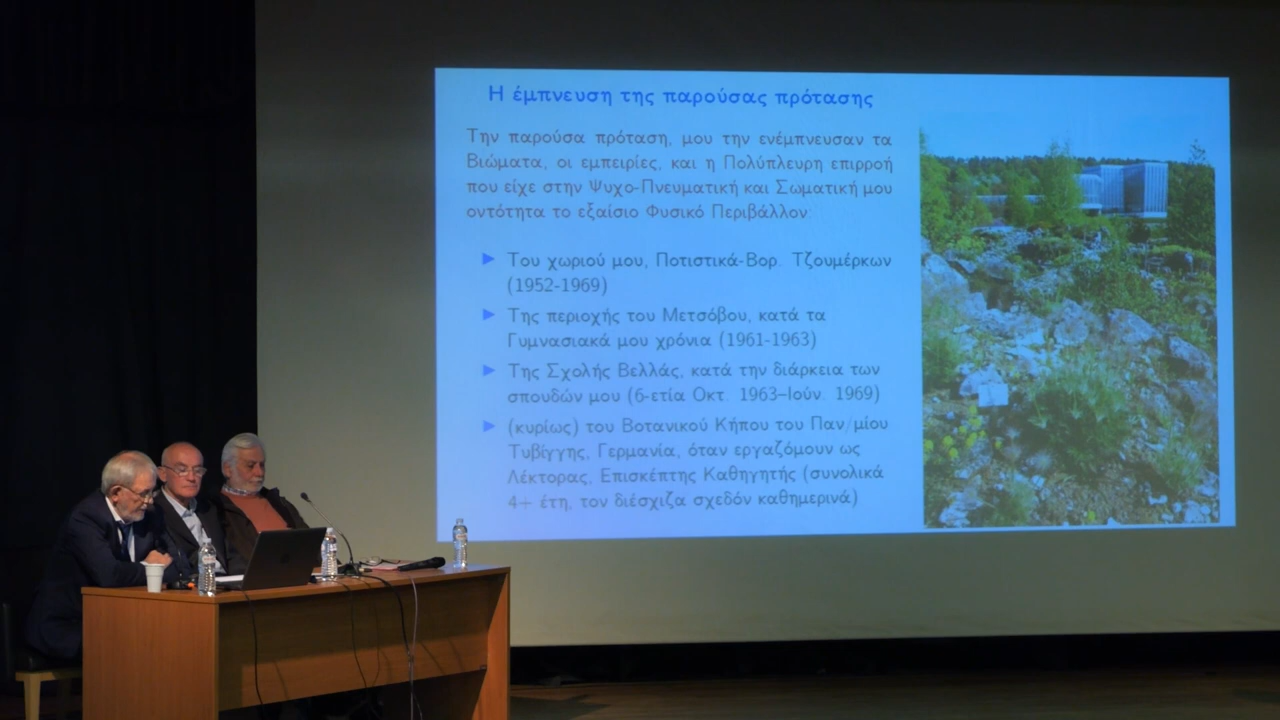 Η έμπνευση της παρούσας πρότασης
Την παρούσα πρόταση, μου την ενέμπνευσαν τα
Βιώματα, οι εμπειρίες, και η Πολύπλευρη επιρροή
που είχε στην Ψυχο-Πνευματική και Σωματική μου
οντότητα το εξαίσιο Φυσικό Περιβάλλον:
▶ Του χωριού μου, Ποτιστικά-Βορ. Τζουμέρκων
(1952-1969)
▶ Της περιοχής του Μετσόβου, κατά τα
Γυμνασιακά μου χρόνια (1961-1963)
▶ Της Σχολής Βελλάς, κατά την διάρκεια των
σπουδών μου (6-ετία Οκτ. 1963–Ιούν. 1969)
▶ (κυρίως) του Βοτανικού Κήπου του Παν/μίου
Τυβίγγης, Γερμανία, όταν εργαζόμουν ως
Λέκτορας, Επισκέπτης Καθηγητής (συνολικά
4+ έτη, τον διέσχιζα σχεδόν καθημερινά)